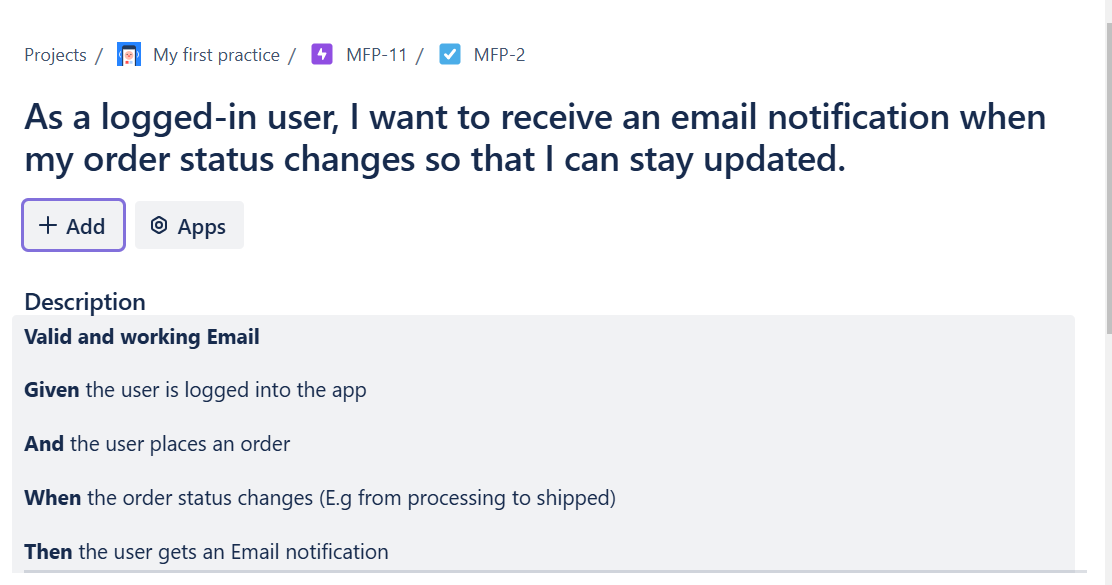 Projects / My first practice / MFP-11 / MFP-2
As a logged-in user, I want to receive an email notification when
my order status changes so that I can stay updated.
+ Add Apps
Description
Valid and working Email
Given the user is logged into the app
And the user places an order
When the order status changes (E.g from processing to shipped)
Then the user gets an Email notification